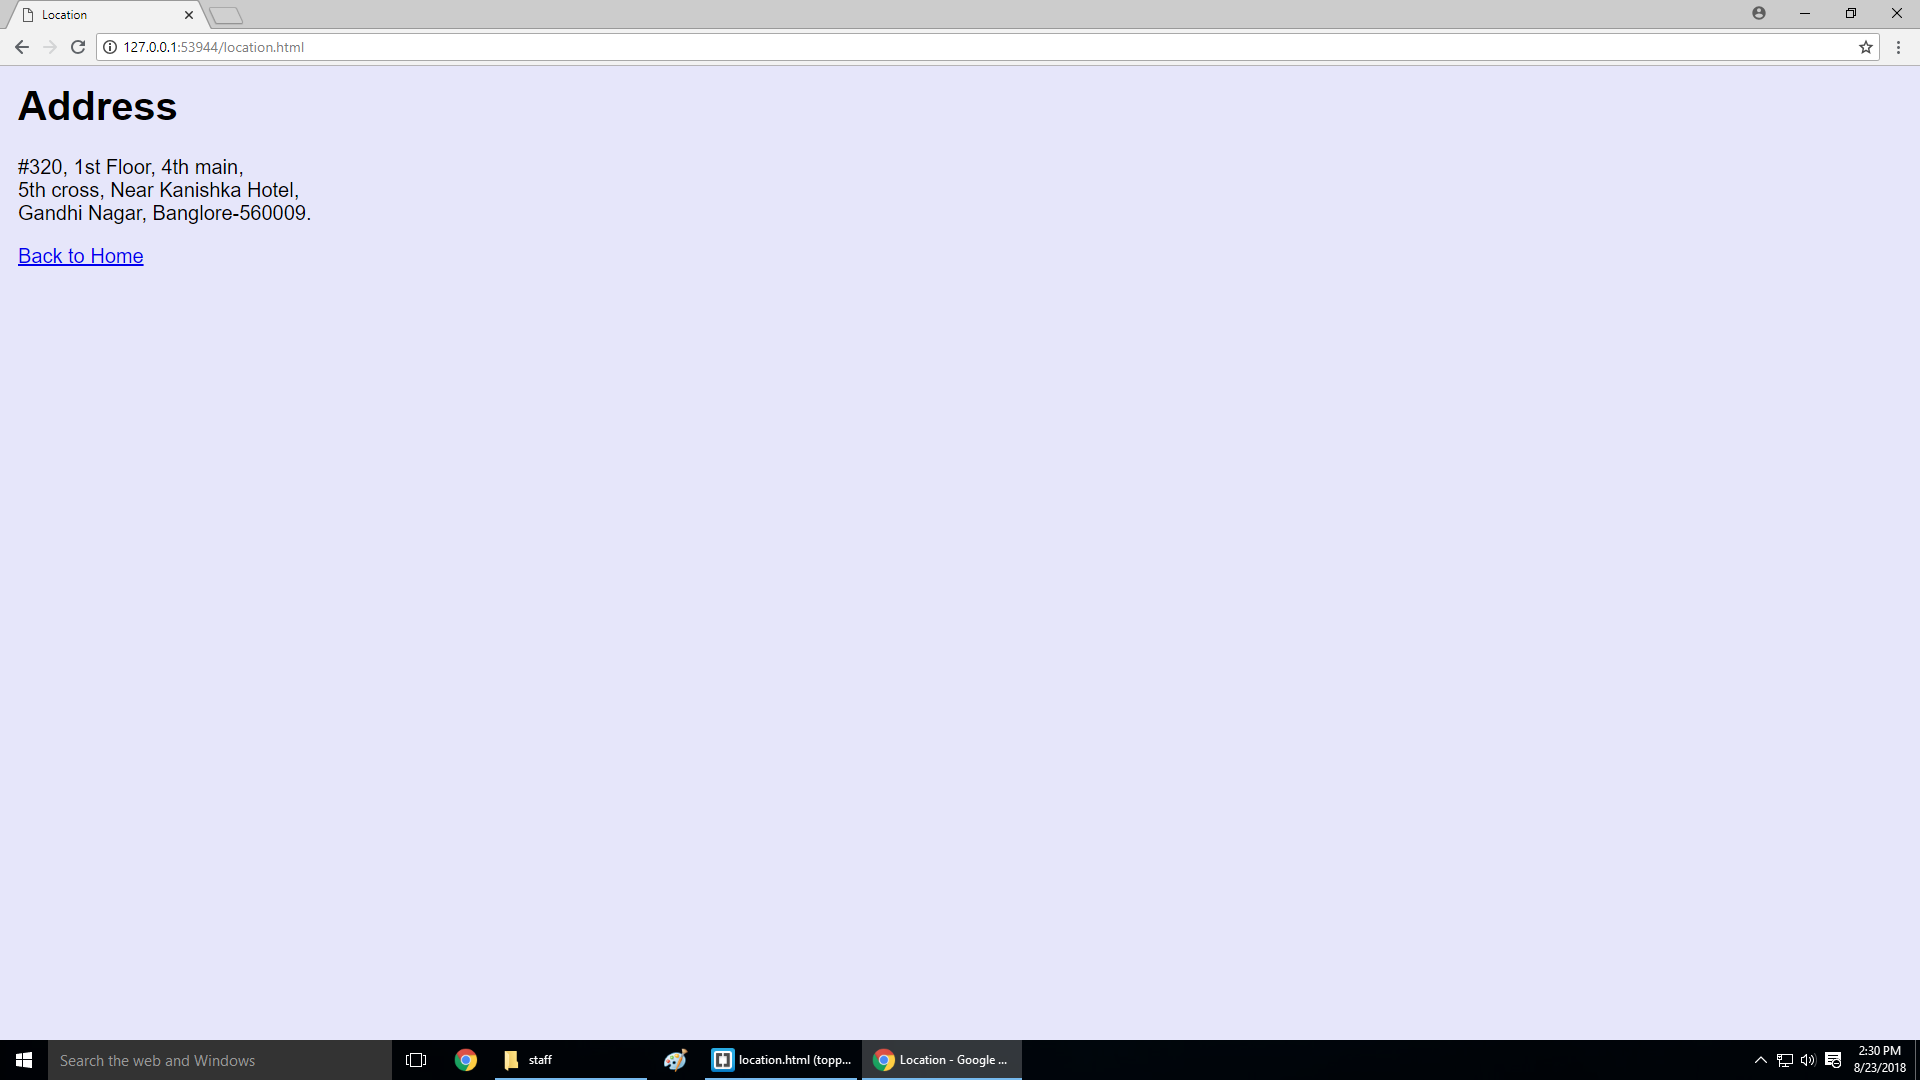 Location
127.0.0.1:53944/location.html
Address
#320, 1st Floor, 4th main,
5th cross, Near Kanishka Hotel,
Gandhi Nagar, Banglore-560009.
Back to Home
Search the web and Windows
staff
location.html (topp...
Location - Google ...
2:30 PM
8/23/2018